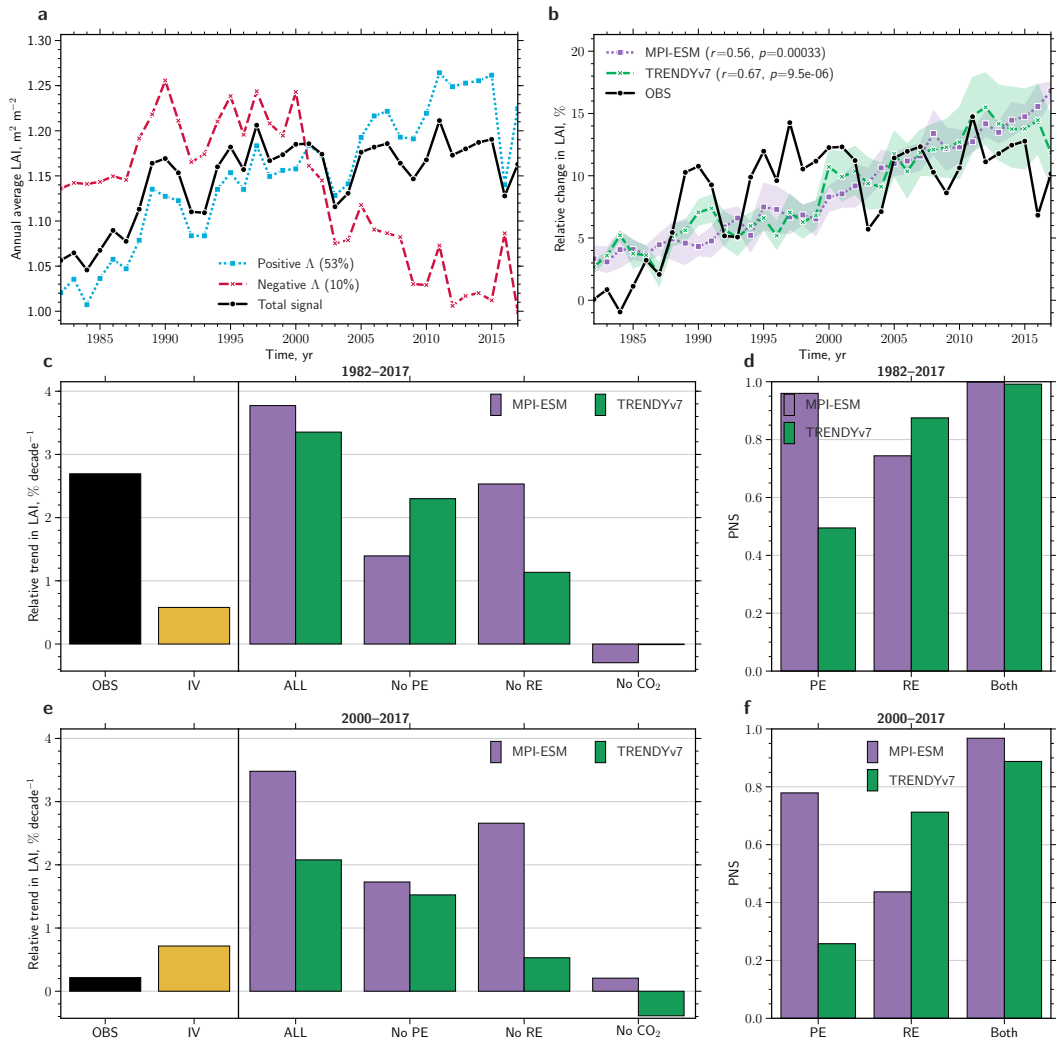 a
1.30
1.25
1.20
1.15
1.10
1.05
1.00
Annual average LAI, m² m⁻²
Positive Λ (53%)
Negative Λ (10%)
Total signal
1985 1990 1995 2000 2005 2010 2015
Time, yr
b
20
15
10
5
0
Relative change in LAI, %
MPI-ESM (r=0.56, p=0.00033)
TRENDYv7 (r=0.67, p=9.5e-06)
OBS
1985 1990 1995 2000 2005 2010 2015
Time, yr
c
1982–2017
4
3
2
1
0
Relative trend in LAI, % decade⁻¹
MPI-ESM TRENDYv7
OBS IV ALL No PE No RE No CO₂
d
1982–2017
1.0
0.8
0.6
0.4
0.2
0.0
PNS
MPI-ESM
TRENDYv7
PE RE Both
e
2000–2017
4
3
2
1
0
Relative trend in LAI, % decade⁻¹
MPI-ESM TRENDYv7
OBS IV ALL No PE No RE No CO₂
f
2000–2017
1.0
0.8
0.6
0.4
0.2
0.0
PNS
MPI-ESM
TRENDYv7
PE RE Both